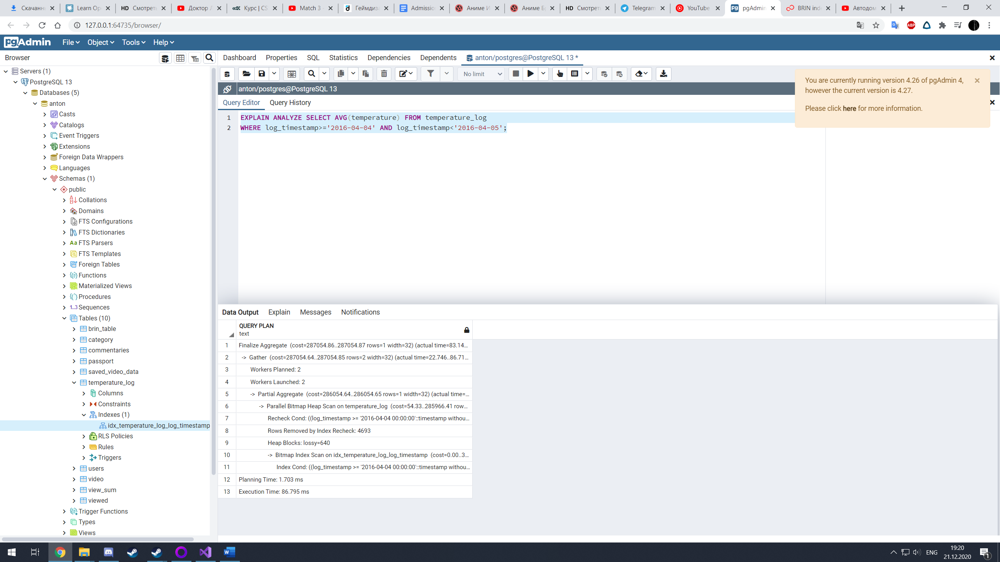 Скачанны
Learn Op
HD Смотреть
Доктор Л
edX Курс | CS
Match 3 -
Геймдиза
Admission
Аниме И
Аниме Бр
HD Смотреть
Telegram
YouTube
pgAdmin
BRIN inde
Автодом
127.0.0.1:64735/browser/
ABP
pgAdmin
File
Object
Tools
Help
Browser
Dashboard
Properties
SQL
Statistics
Dependencies
Dependents
anton/postgres@PostgreSQL 13 *
No limit
anton/postgres@PostgreSQL 13
Query Editor
Query History
You are currently running version 4.26 of pgAdmin 4,
however the current version is 4.27.
Please click here for more information.
1 EXPLAIN ANALYZE SELECT AVG(temperature) FROM temperature_log
2 WHERE log_timestamp>='2016-04-04' AND log_timestamp<'2016-04-05';
Servers (1)
PostgreSQL 13
Databases (5)
anton
Casts
Catalogs
Event Triggers
Extensions
Foreign Data Wrappers
Languages
Schemas (1)
public
Collations
Domains
FTS Configurations
FTS Dictionaries
Aa FTS Parsers
FTS Templates
Foreign Tables
Functions
Materialized Views
Procedures
1..3 Sequences
Tables (10)
brin_table
category
commentaries
passport
saved_video_data
temperature_log
Columns
Constraints
Indexes (1)
idx_temperature_log_log_timestamp
RLS Policies
Rules
Triggers
users
video
view_sum
viewed
Trigger Functions
Types
Views
Data Output
Explain
Messages
Notifications
QUERY PLAN
text
1 Finalize Aggregate (cost=287054.86..287054.87 rows=1 width=32) (actual time=83.14...
2 -> Gather (cost=287054.64..287054.85 rows=2 width=32) (actual time=22.746..86.71...
3 Workers Planned: 2
4 Workers Launched: 2
5 -> Partial Aggregate (cost=286054.64..286054.65 rows=1 width=32) (actual time=...
6 -> Parallel Bitmap Heap Scan on temperature_log (cost=54.33..285966.41 row...
7 Recheck Cond: ((log_timestamp >= '2016-04-04 00:00:00'::timestamp withou...
8 Rows Removed by Index Recheck: 4693
9 Heap Blocks: lossy=640
10 -> Bitmap Index Scan on idx_temperature_log_log_timestamp (cost=0.00..3...
11 Index Cond: ((log_timestamp >= '2016-04-04 00:00:00'::timestamp withou...
12 Planning Time: 1.703 ms
13 Execution Time: 86.795 ms
ENG
19:20
21.12.2020
1